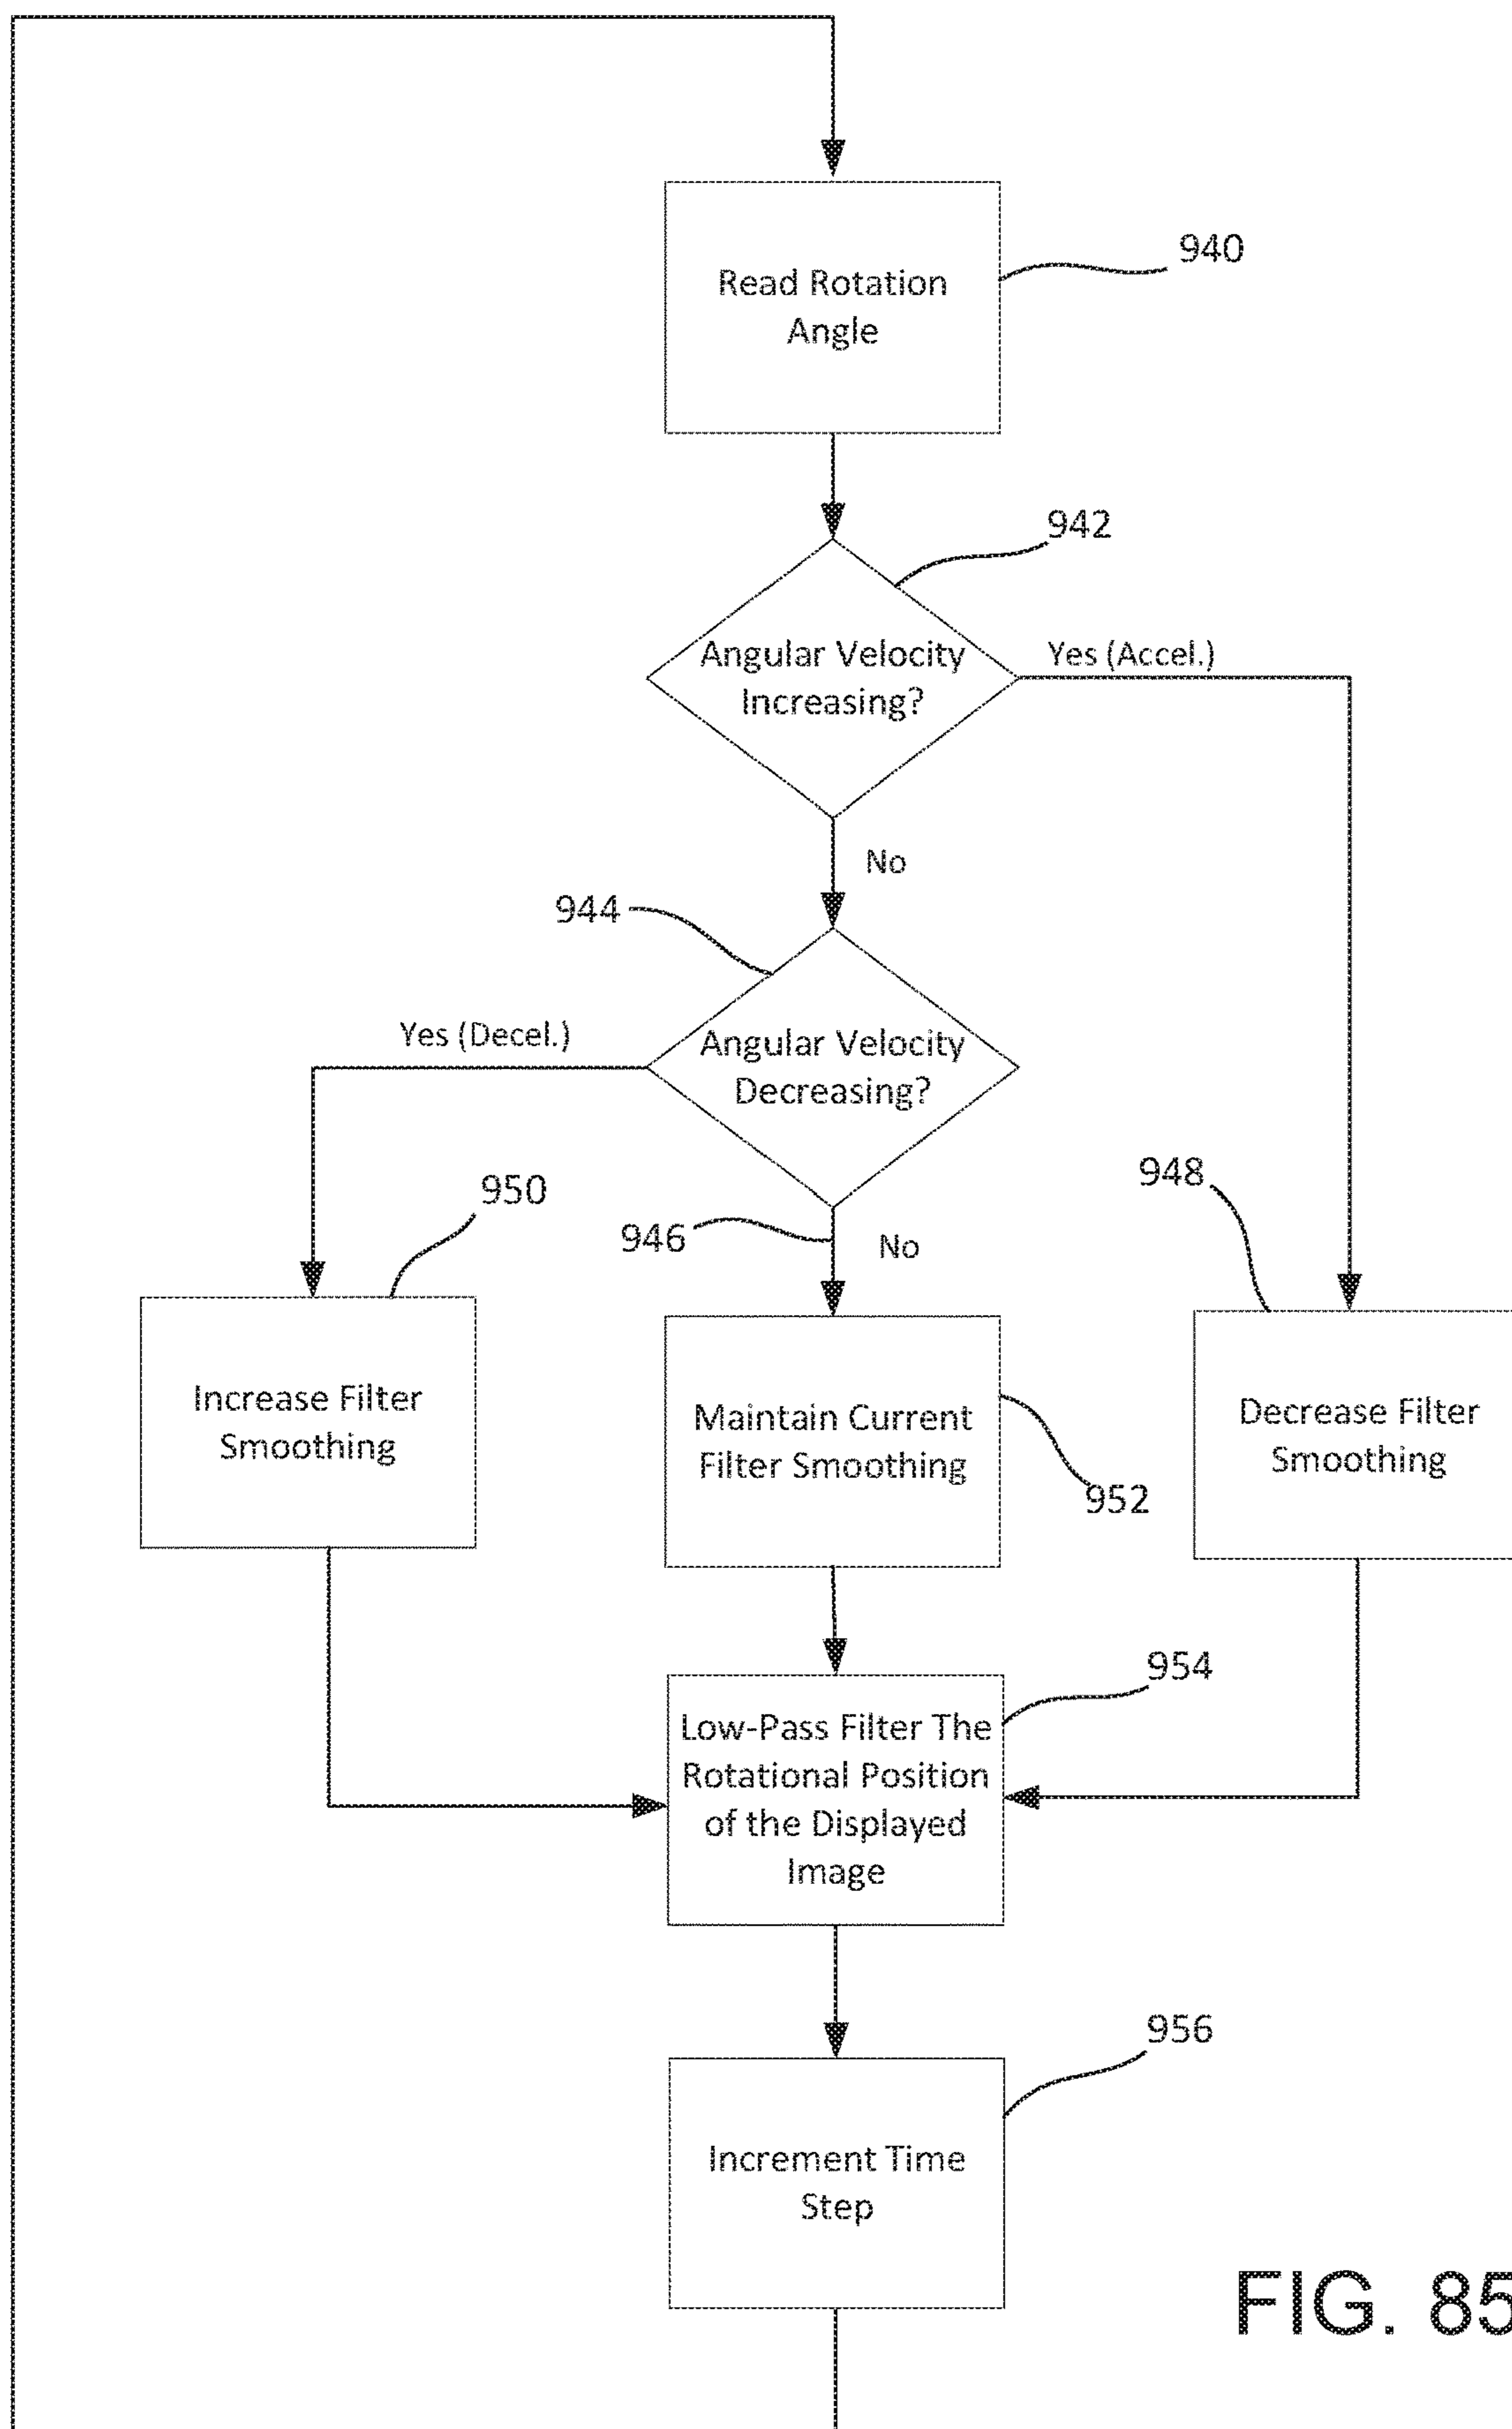 Read Rotation
Angle
940
942
Angular Velocity
Increasing?
Yes (Accel.)
No
944
Angular Velocity
Decreasing?
Yes (Decel.)
950
946
No
948
Increase Filter
Smoothing
Maintain Current
Filter Smoothing
952
Decrease Filter
Smoothing
954
Low-Pass Filter The
Rotational Position
of the Displayed
Image
956
Increment Time
Step
FIG. 85